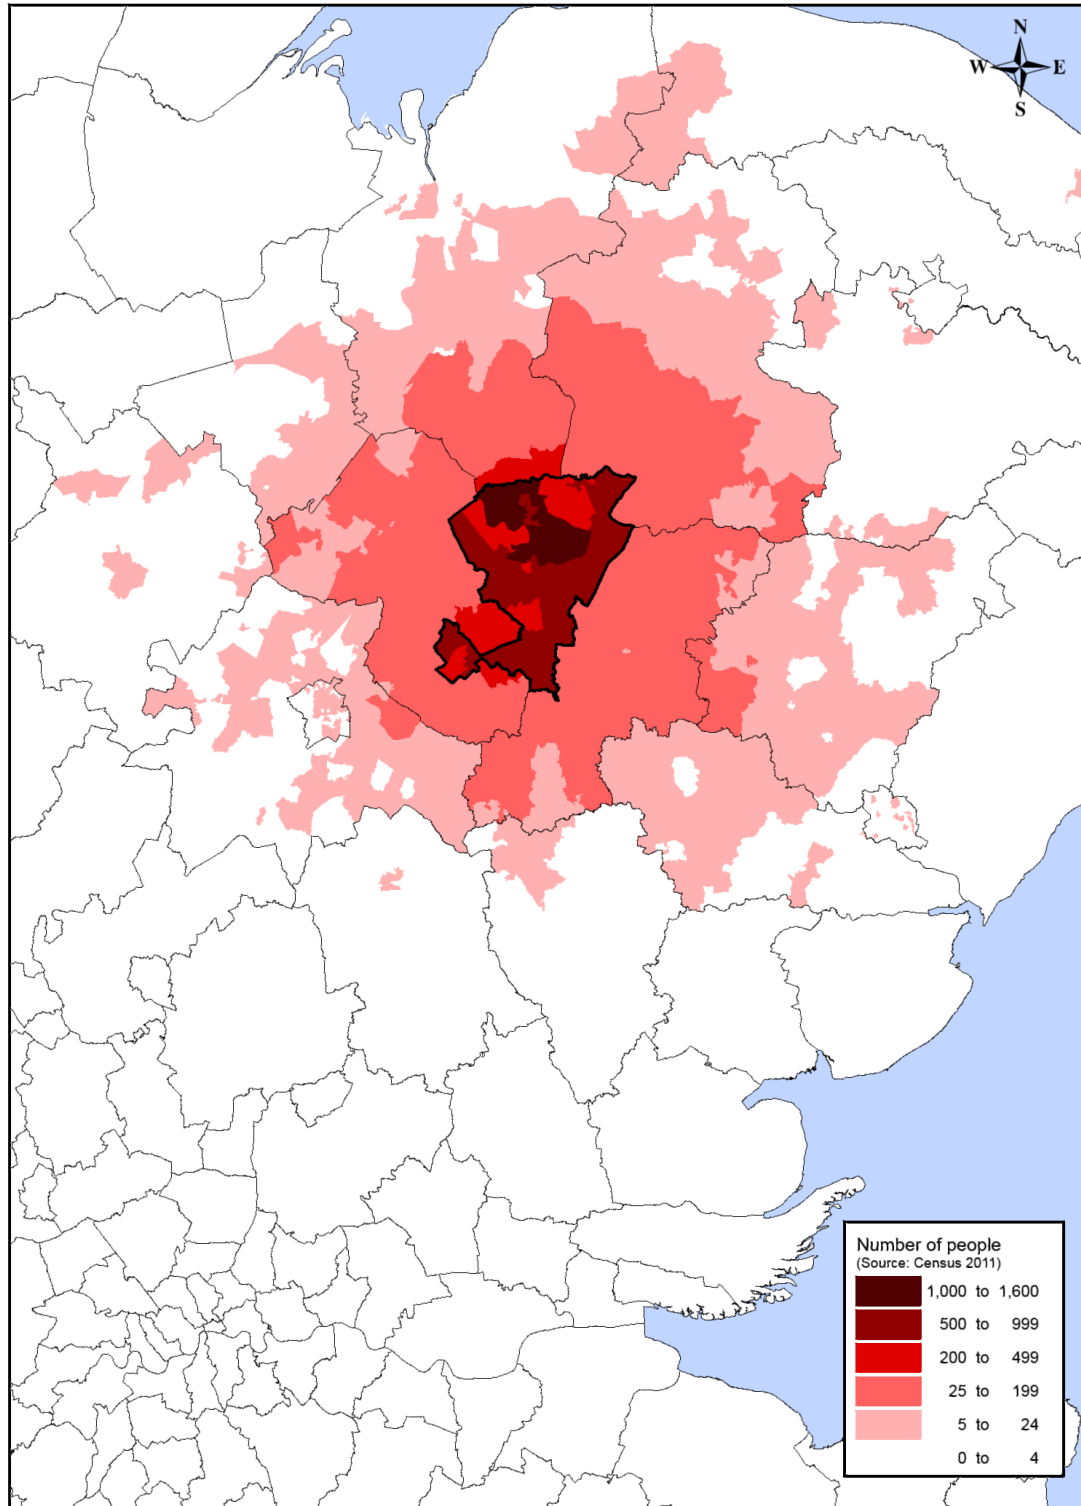 N
W E
S
Number of people
(Source: Census 2011)
1,000 to 1,600
500 to 999
200 to 499
25 to 199
5 to 24
0 to 4